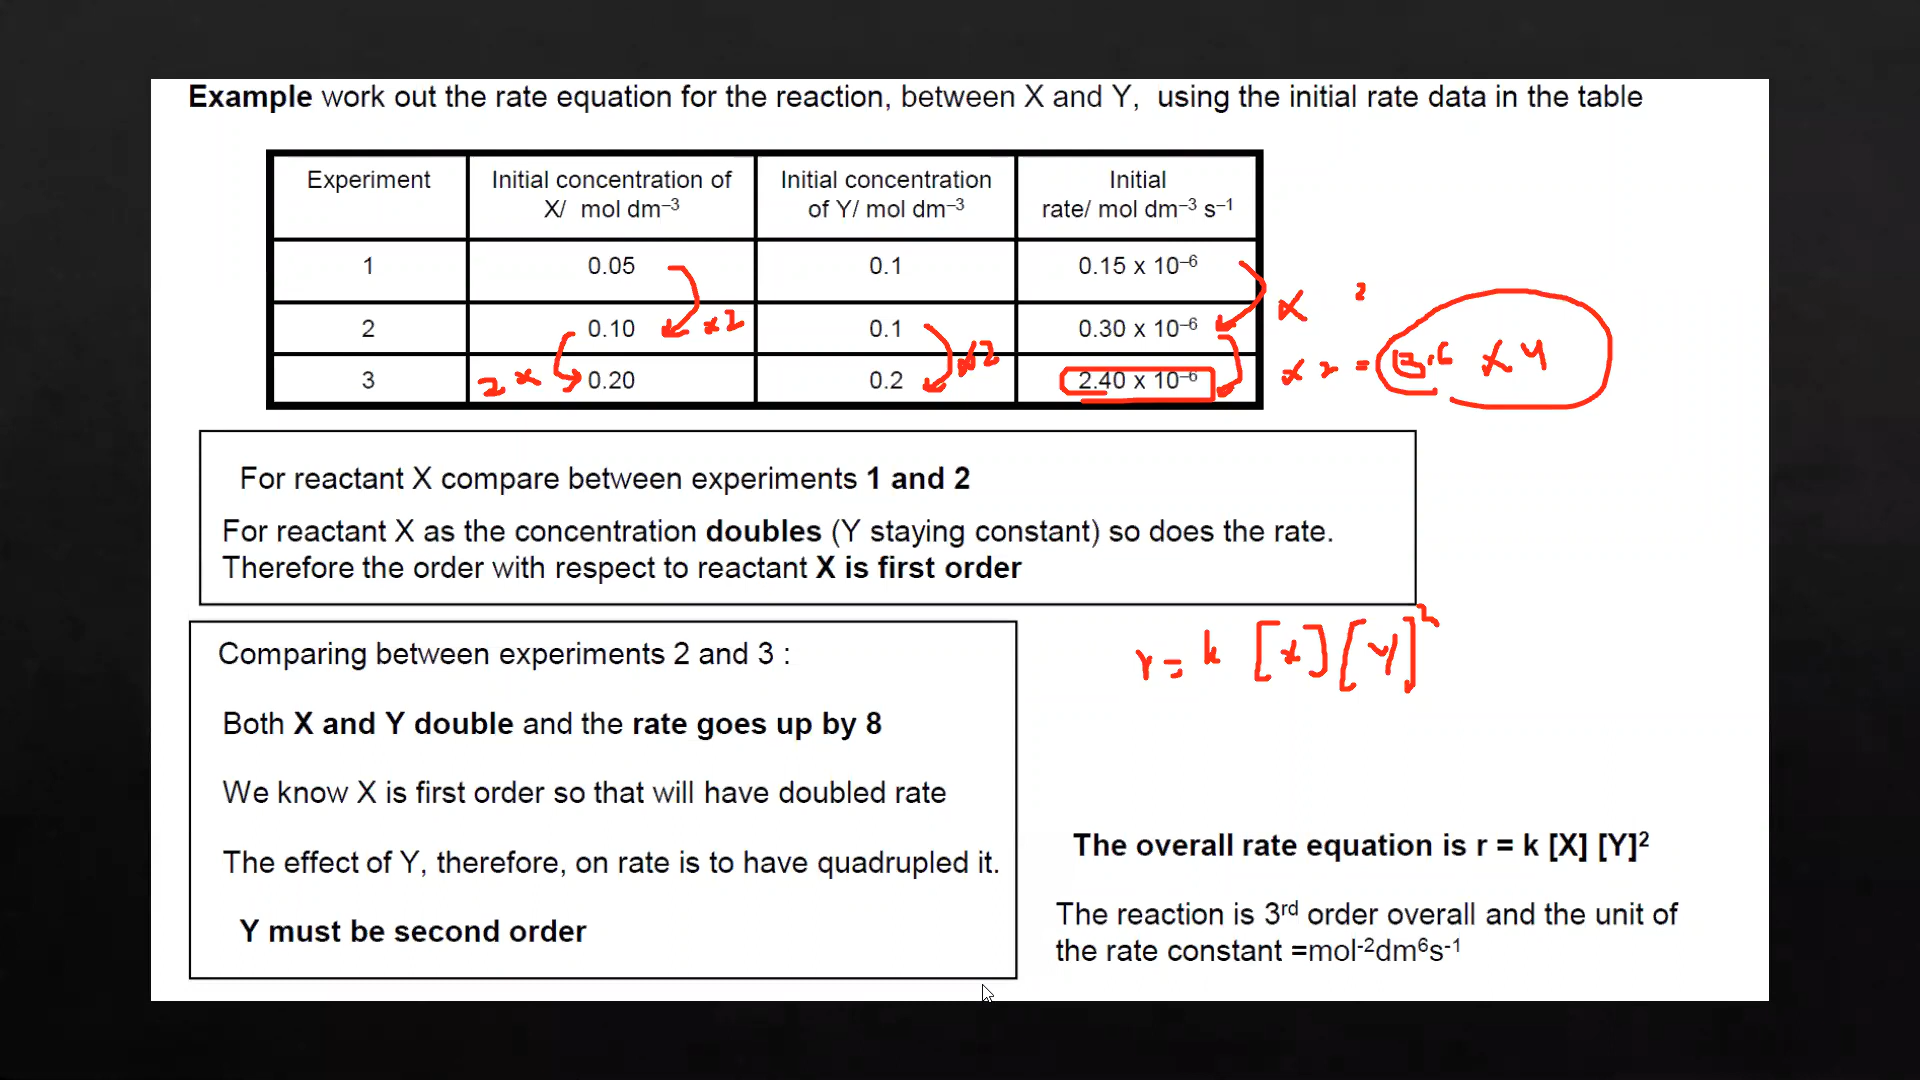 Example work out the rate equation for the reaction, between X and Y, using the initial rate data in the table
Experiment
Initial concentration of
X/ mol dm–3
Initial concentration
of Y/ mol dm–3
Initial
rate/ mol dm–3 s–1
1 0.05 0.1 0.15 x 10–6
x 2
2 0.10 x2 0.1 0.30 x 10–6
x2
3 2x 0.20 0.2 2.40 x 10–6
x 2 = x 4
For reactant X compare between experiments 1 and 2
For reactant X as the concentration doubles (Y staying constant) so does the rate.
Therefore the order with respect to reactant X is first order
Comparing between experiments 2 and 3 :
Both X and Y double and the rate goes up by 8
We know X is first order so that will have doubled rate
The effect of Y, therefore, on rate is to have quadrupled it.
Y must be second order
r = k [x] [y]2
The overall rate equation is r = k [X] [Y]2
The reaction is 3rd order overall and the unit of
the rate constant =mol-2dm6s-1